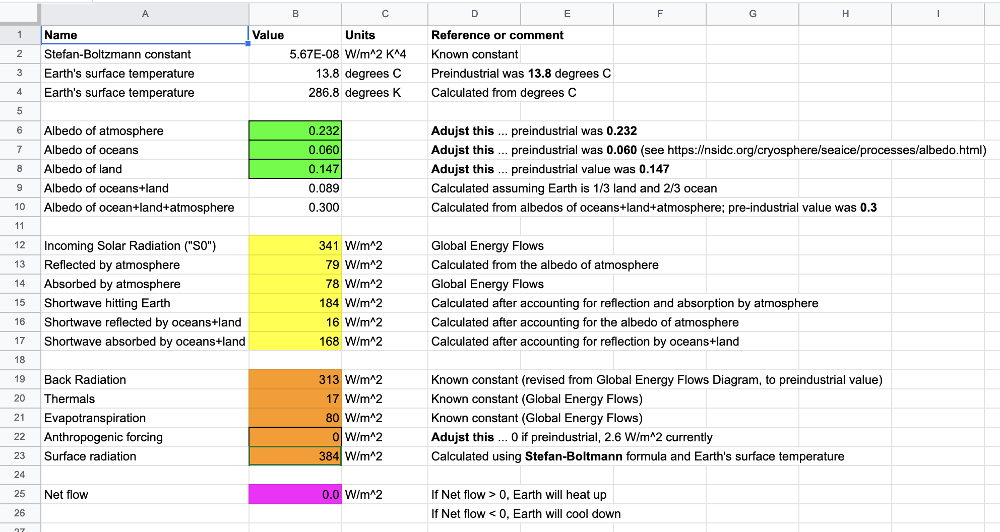 A B C D E F G H I
1 Name Value Units Reference or comment
2 Stefan-Boltzmann constant 5.67E-08 W/m^2 K^4 Known constant
3 Earth's surface temperature 13.8 degrees C Preindustrial was 13.8 degrees C
4 Earth's surface temperature 286.8 degrees K Calculated from degrees C
5
6 Albedo of atmosphere 0.232 Adujst this ... preindustrial was 0.232
7 Albedo of oceans 0.060 Adujst this ... preindustrial was 0.060 (see https://nsidc.org/cryosphere/seaice/processes/albedo.html)
8 Albedo of land 0.147 Adujst this ... preindustrial value was 0.147
9 Albedo of oceans+land 0.089 Calculated assuming Earth is 1/3 land and 2/3 ocean
10 Albedo of ocean+land+atmosphere 0.300 Calculated from albedos of oceans+land+atmosphere; pre-industrial value was 0.3
11
12 Incoming Solar Radiation ("S0") 341 W/m^2 Global Energy Flows
13 Reflected by atmosphere 79 W/m^2 Calculated from the albedo of atmosphere
14 Absorbed by atmosphere 78 W/m^2 Global Energy Flows
15 Shortwave hitting Earth 184 W/m^2 Calculated after accounting for reflection and absorption by atmosphere
16 Shortwave reflected by oceans+land 16 W/m^2 Calculated after accounting for the albedo of atmosphere
17 Shortwave absorbed by oceans+land 168 W/m^2 Calculated after accounting for reflection by oceans+land
18
19 Back Radiation 313 W/m^2 Known constant (revised from Global Energy Flows Diagram, to preindustrial value)
20 Thermals 17 W/m^2 Known constant (Global Energy Flows)
21 Evapotranspiration 80 W/m^2 Known constant (Global Energy Flows)
22 Anthropogenic forcing 0 W/m^2 Adujst this ... 0 if preindustrial, 2.6 W/m^2 currently
23 Surface radiation 384 W/m^2 Calculated using Stefan-Boltmann formula and Earth's surface temperature
24
25 Net flow 0.0 W/m^2 If Net flow > 0, Earth will heat up
26 If Net flow < 0, Earth will cool down
27